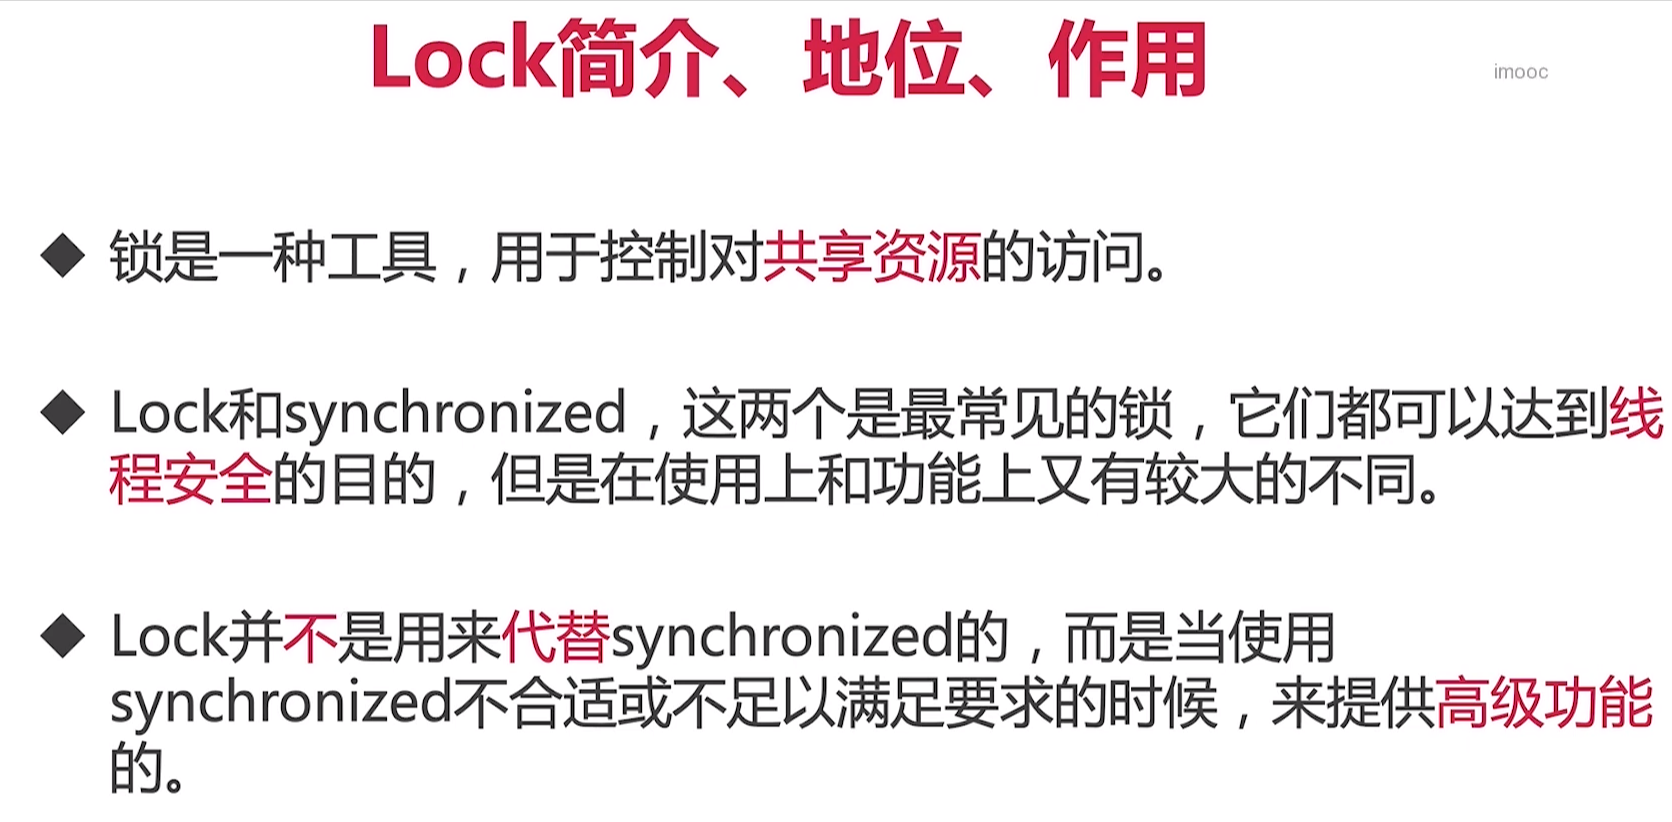 Lock简介、地位、作用
imooc
◆ 锁是一种工具，用于控制对共享资源的访问。
◆ Lock和synchronized，这两个是最常见的锁，它们都可以达到线
程安全的目的，但是在使用上和功能上又有较大的不同。
◆ Lock并不是用来代替synchronized的，而是当使用
synchronized不合适或不足以满足要求的时候，来提供高级功能
的。